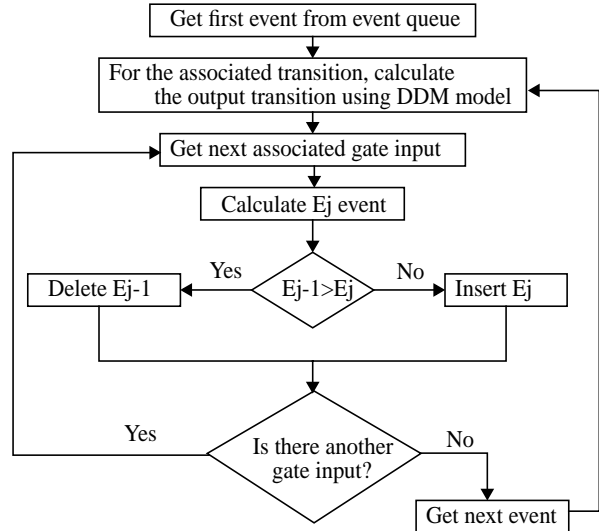 Get first event from event queue
For the associated transition, calculate
the output transition using DDM model
Get next associated gate input
Calculate Ej event
Yes
No
Delete Ej-1
Ej-1>Ej
Insert Ej
Yes
Is there another
gate input?
No
Get next event